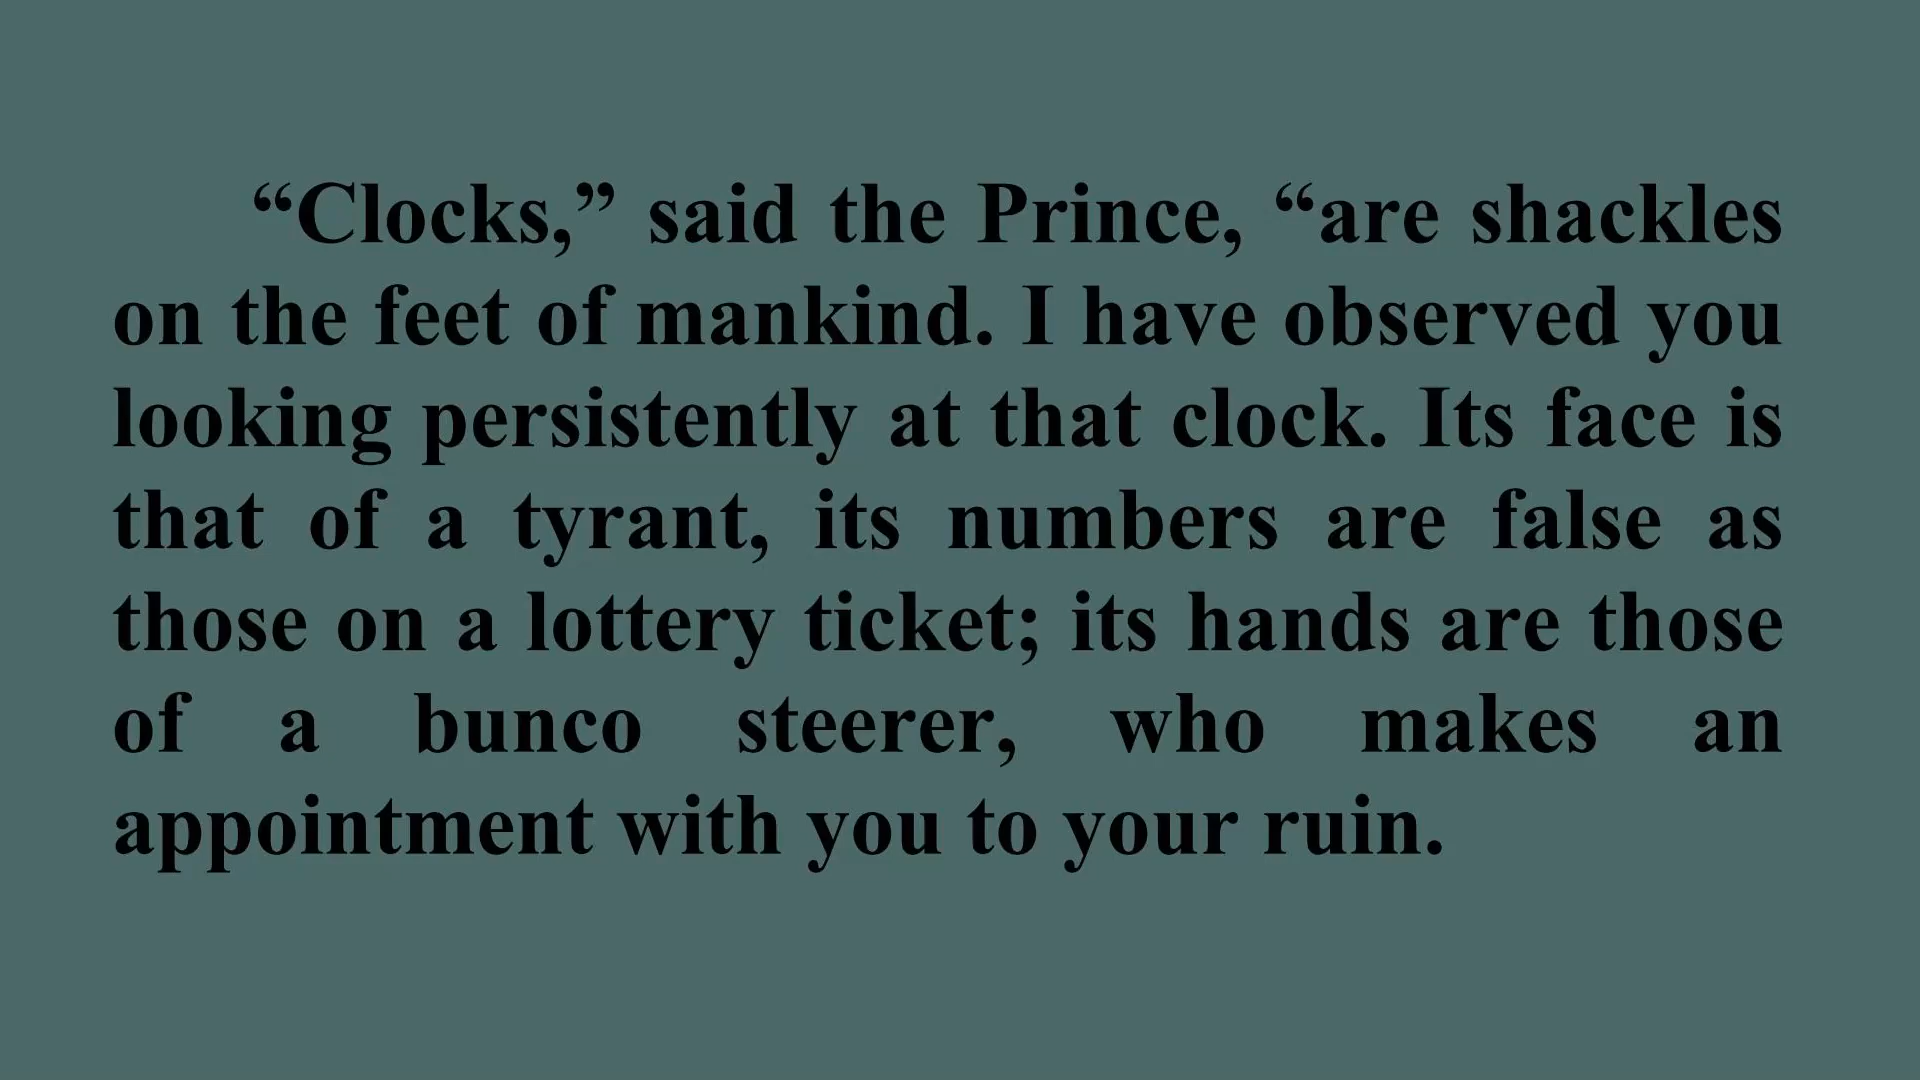 “Clocks,” said the Prince, “are shackles
on the feet of mankind. I have observed you
looking persistently at that clock. Its face is
that of a tyrant, its numbers are false as
those on a lottery ticket; its hands are those
of a bunco steerer, who makes an
appointment with you to your ruin.